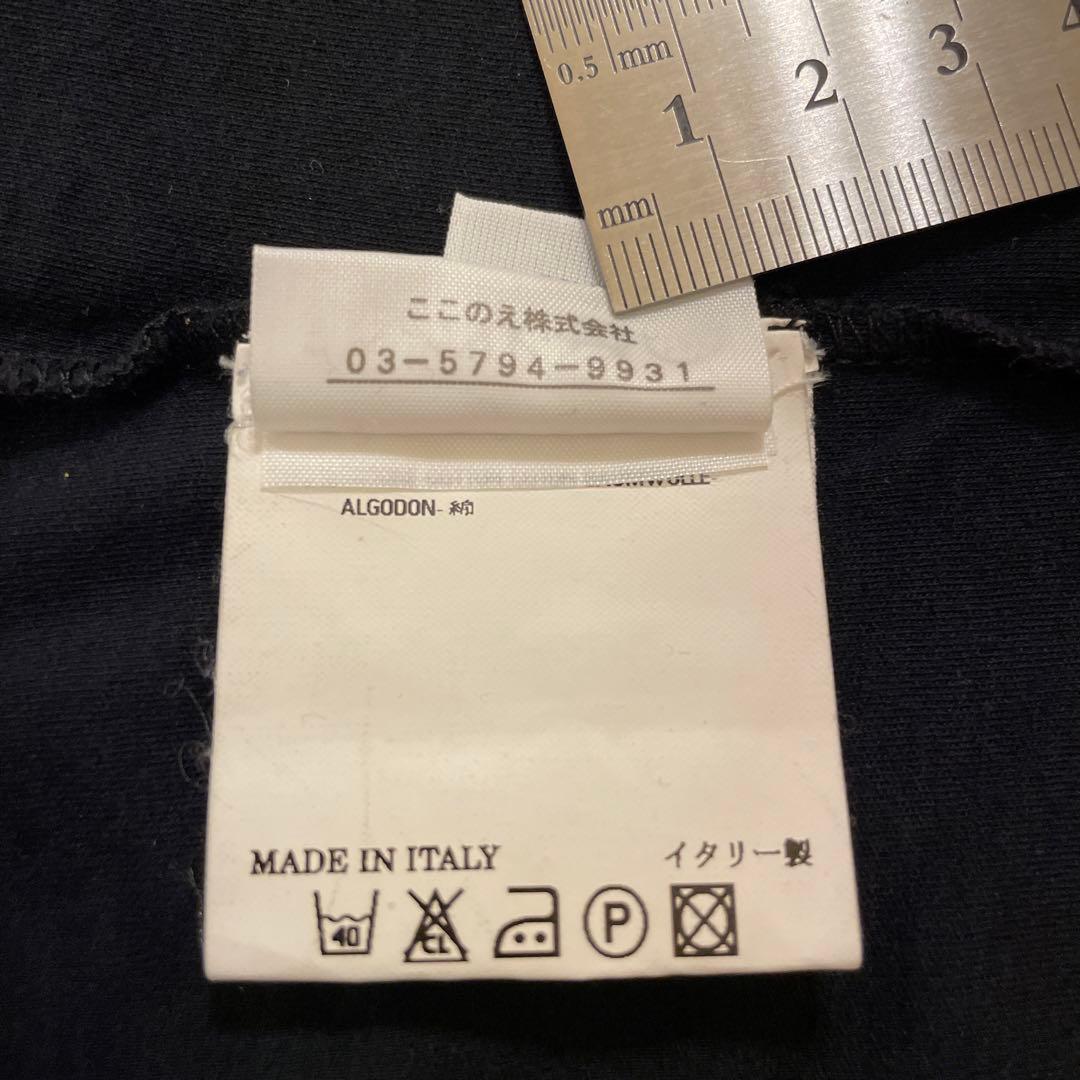 0.5 mm
1 2 3 4
mm
ここのえ株式会社
03-5794-9931
ALGODON- 綿
MADE IN ITALY イタリー製
40 CL P